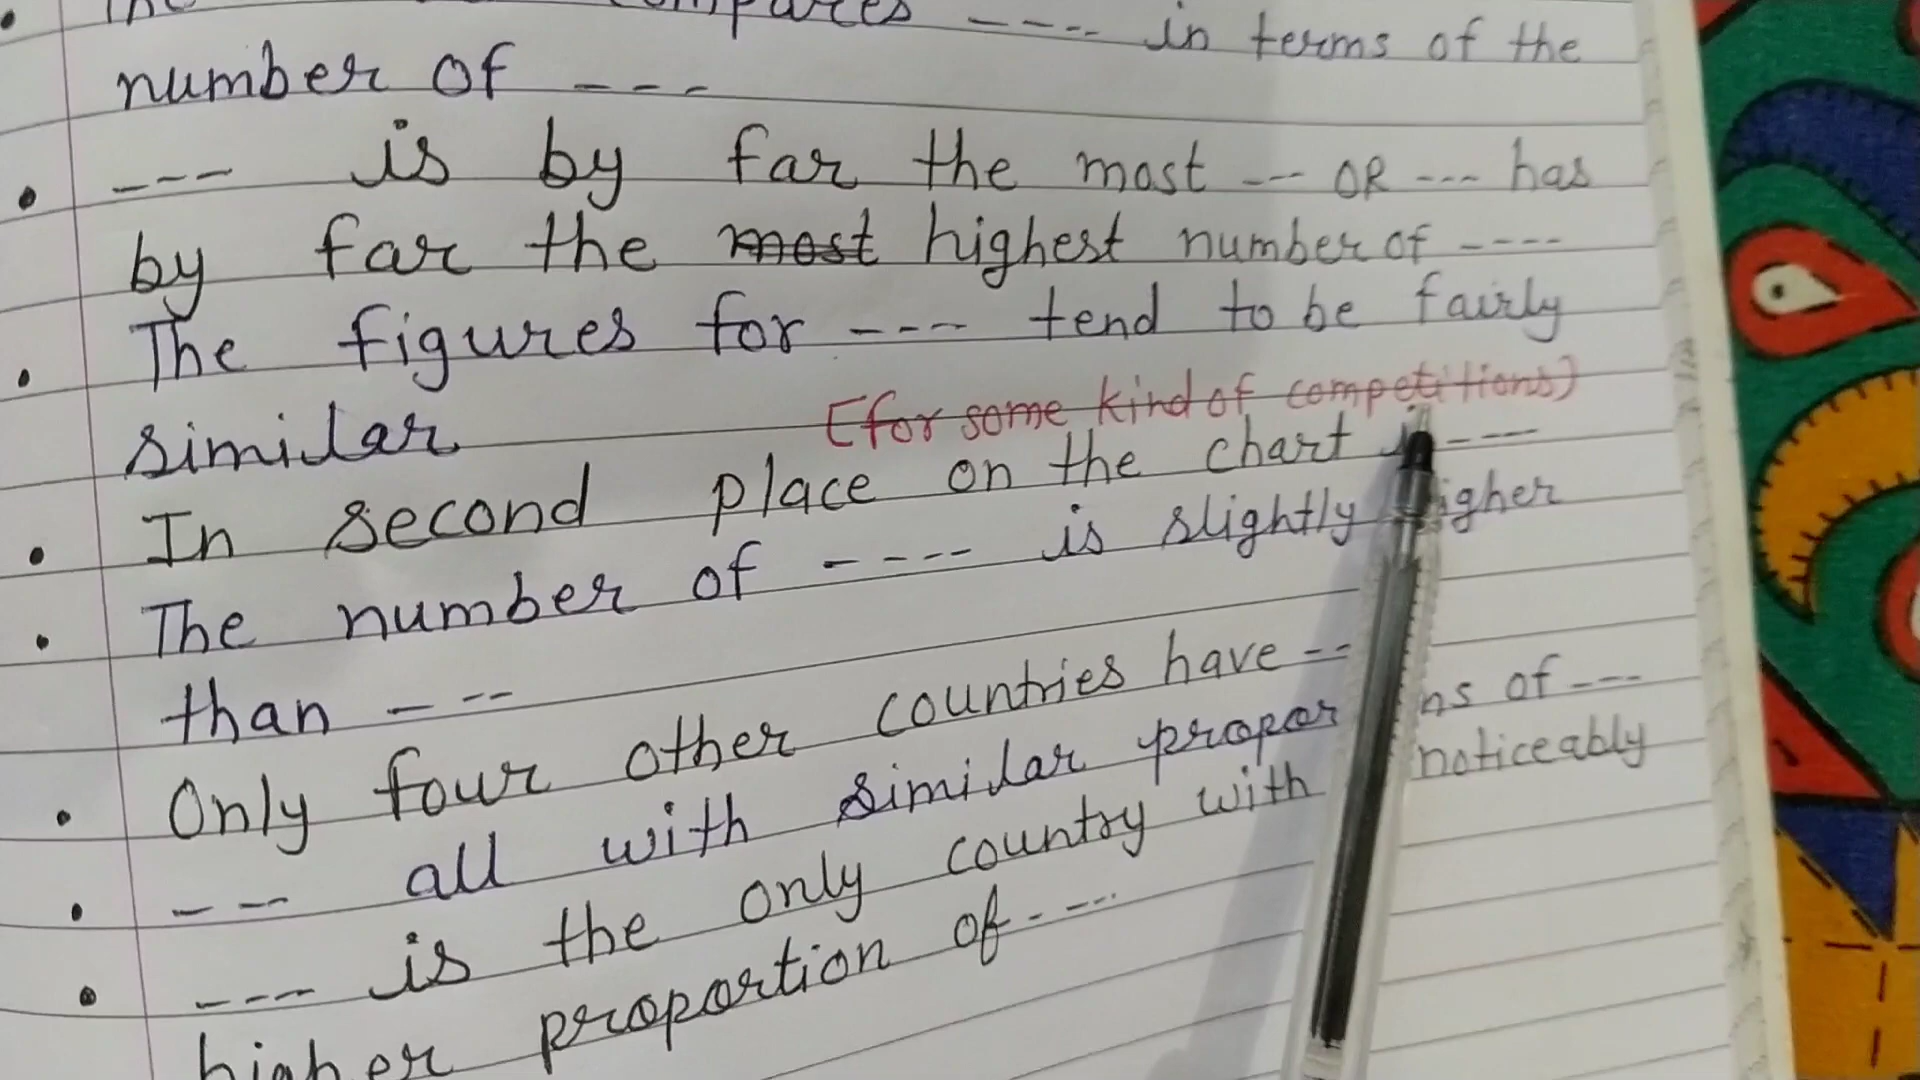 ---- in terms of the
number of ---
• --- is by far the most --- OR --- has
by far the most highest number of ----
• The figures for --- tend to be fairly
similar
(for some kind of competitions)
• In second place on the chart ---
• The number of ---- is slightly higher
than ---
• Only four other countries have --
• --- all with similar of ---
• --- is the only country with noticeably
higher proportion of ----